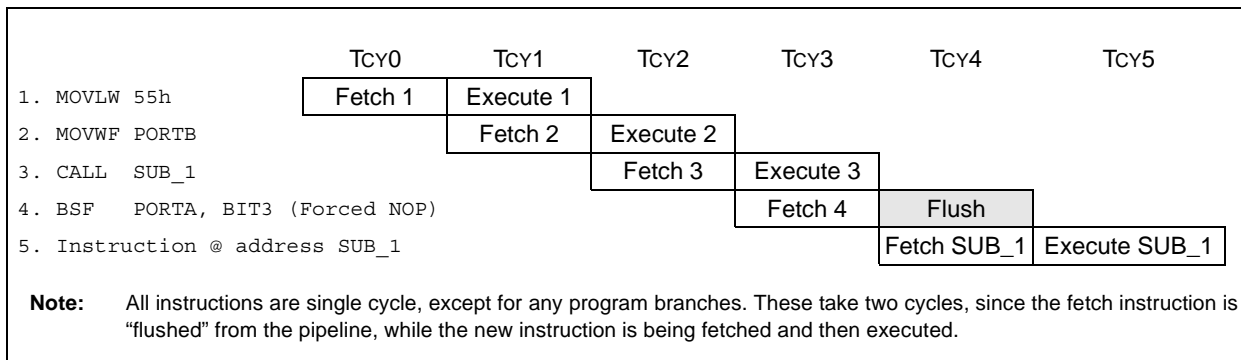 TCY0 TCY1 TCY2 TCY3 TCY4 TCY5
1. MOVLW 55h Fetch 1 Execute 1
2. MOVWF PORTB Fetch 2 Execute 2
3. CALL SUB_1 Fetch 3 Execute 3
4. BSF PORTA, BIT3 (Forced NOP) Fetch 4 Flush
5. Instruction @ address SUB_1 Fetch SUB_1 Execute SUB_1
Note: All instructions are single cycle, except for any program branches. These take two cycles, since the fetch instruction is
“flushed” from the pipeline, while the new instruction is being fetched and then executed.